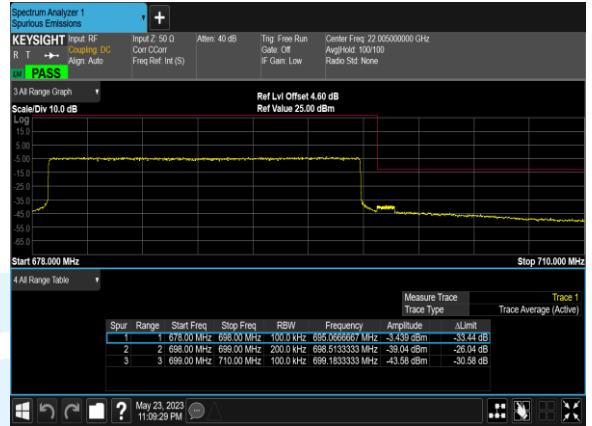 Spectrum Analyzer 1
Spurious Emissions
+
KEYSIGHT Input: RF Input Z: 50 Ω Atten: 40 dB Trig: Free Run Center Freq: 22.005000000 GHz
R T Coupling: DC Corr CCorr Gate: Off Avg|Hold: 100/100
Align: Auto Freq Ref: Int (S) IF Gain: Low Radio Std: None
LW PASS
3 All Range Graph
Ref Lvl Offset 4.60 dB
Scale/Div 10.0 dB Ref Value 25.00 dBm
Log
15.0
5.00
-5.00
-15.0
-25.0
-35.0
-45.0
-55.0
-65.0
Start 678.000 MHz Stop 710.000 MHz
4 All Range Table
Measure Trace Trace 1
Trace Type Trace Average (Active)
Spur Range Start Freq Stop Freq RBW Frequency Amplitude ΔLimit
1 1 678.00 MHz 698.00 MHz 100.0 kHz 695.0666667 MHz -3.439 dBm -33.44 dB
2 2 698.00 MHz 699.00 MHz 200.0 kHz 698.5133333 MHz -39.04 dBm -26.04 dB
3 3 699.00 MHz 710.00 MHz 100.0 kHz 699.1833333 MHz -43.58 dBm -30.58 dB
? May 23, 2023
11:09:29 PM